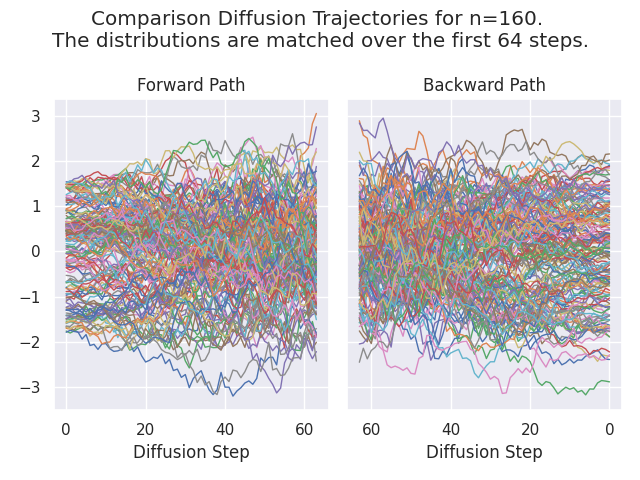 Comparison Diffusion Trajectories for n=160.
The distributions are matched over the first 64 steps.
Forward Path
Backward Path
3
2
1
0
−1
−2
−3
0 20 40 60
60 40 20 0
Diffusion Step
Diffusion Step